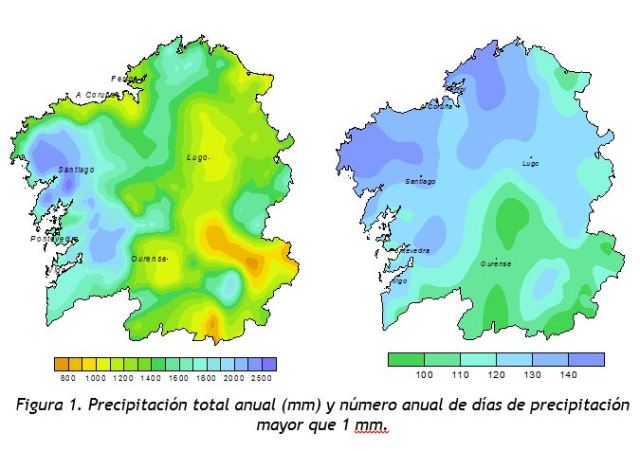 A Coruña
Santiago
Lugo
Pontevedra
Ourense
Vigo
800 1000 1200 1400 1600 1800 2000 2500
A Coruña
Lugo
Santiago
Ourense
Vigo
100 110 120 130 140
Figura 1. Precipitación total anual (mm) y número anual de días de precipitación
mayor que 1 mm.